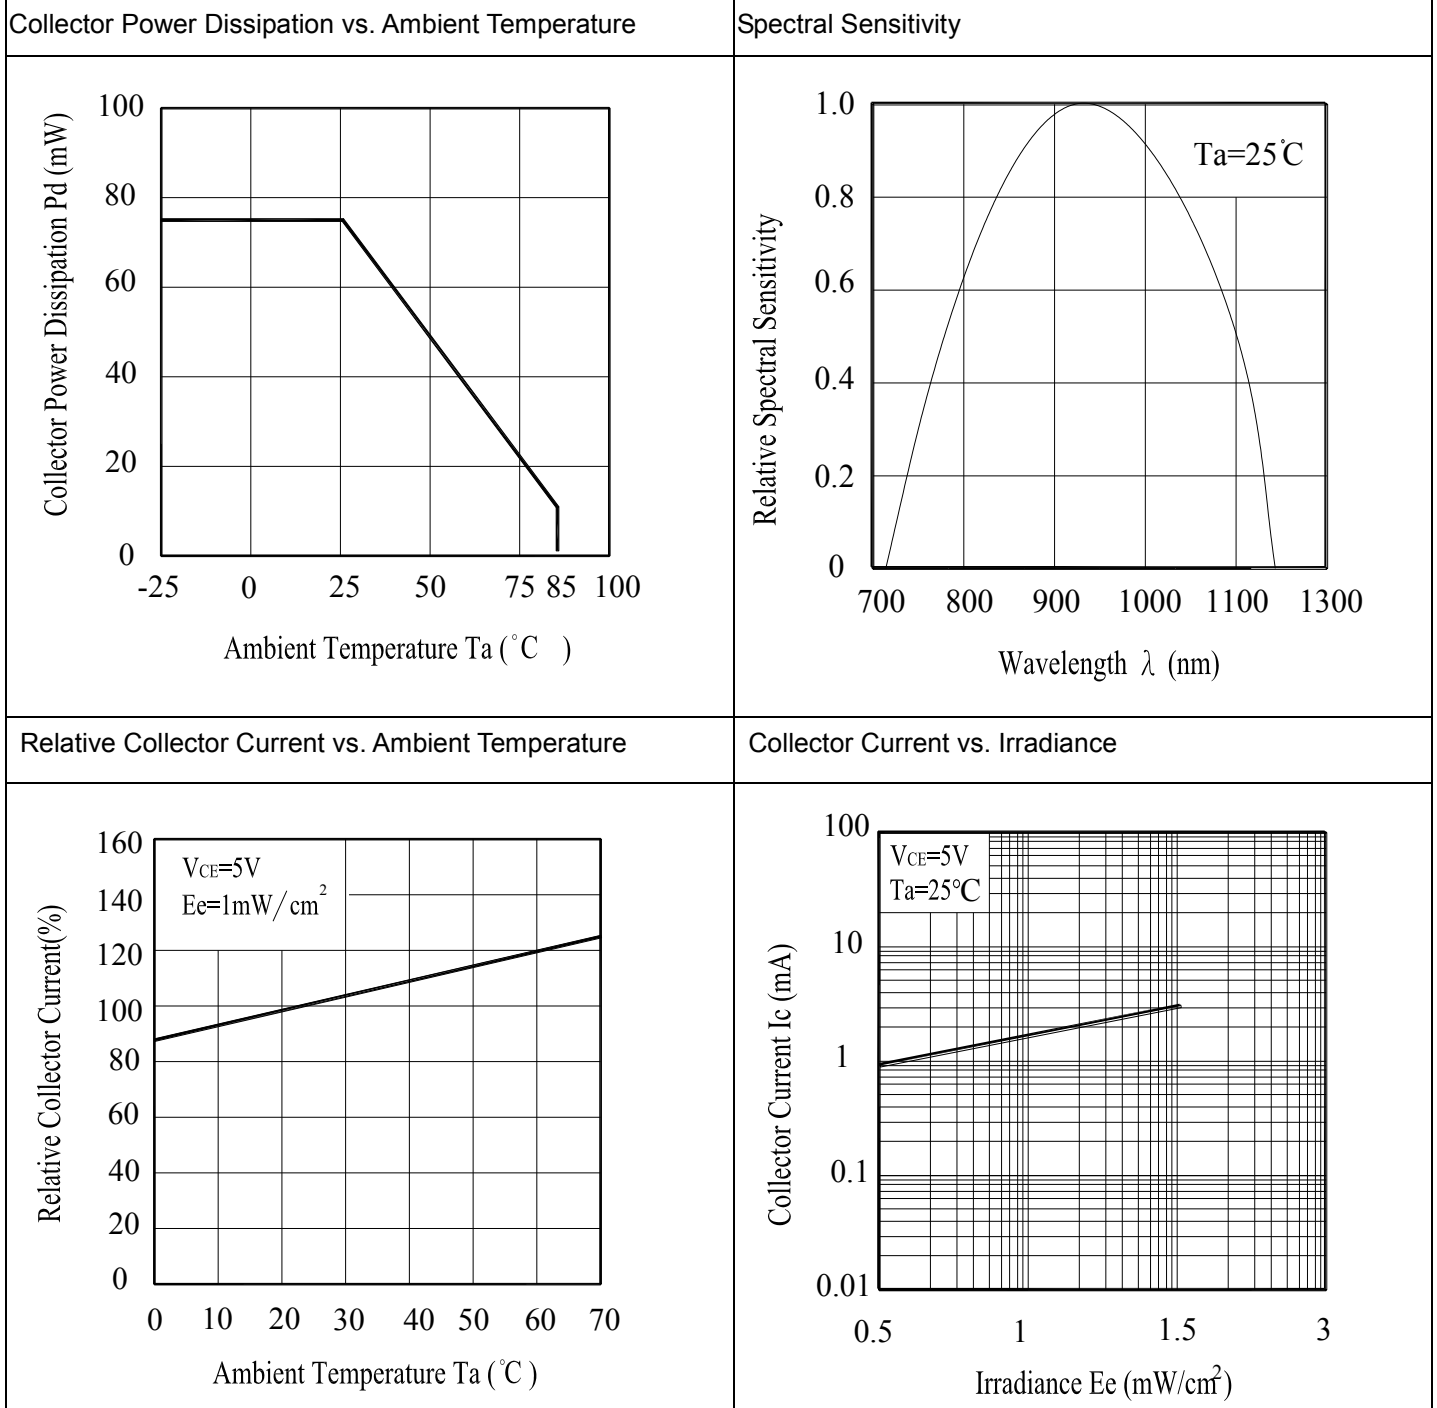 Collector Power Dissipation vs. Ambient Temperature
Collector Power Dissipation Pd (mW)
100
80
60
40
20
0
-25 0 25 50 75 85 100
Ambient Temperature Ta (°C )
Spectral Sensitivity
Relative Spectral Sensitivity
1.0
0.8
0.6
0.4
0.2
0
Ta=25°C
700 800 900 1000 1100 1300
Wavelength λ (nm)
Relative Collector Current vs. Ambient Temperature
Relative Collector Current(%)
160
140
120
100
80
60
40
20
0
VCE=5V
Ee=1mW/cm²
0 10 20 30 40 50 60 70
Ambient Temperature Ta (°C )
Collector Current vs. Irradiance
Collector Current Ic (mA)
100
10
1
0.1
0.01
VCE=5V
Ta=25°C
0.5 1 1.5 3
Irradiance Ee (mW/cm²)